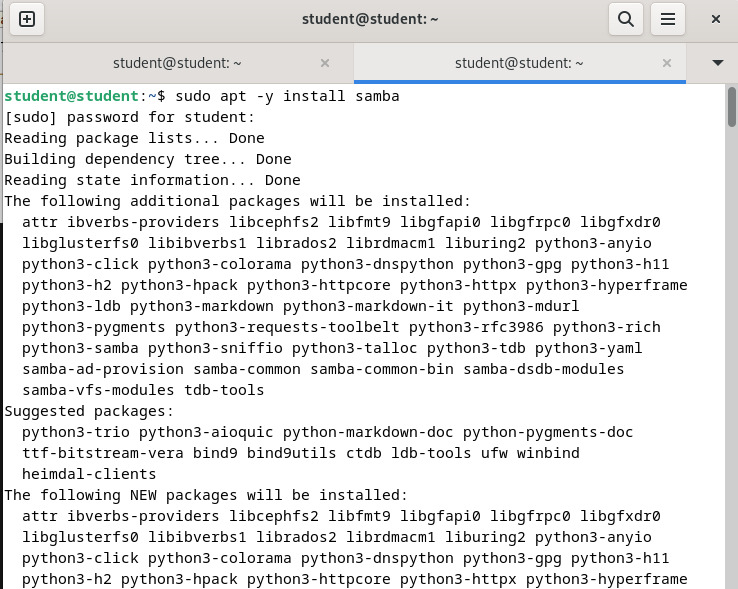 student@student: ~
student@student: ~
student@student: ~
student@student:~$ sudo apt -y install samba
[sudo] password for student:
Reading package lists... Done
Building dependency tree... Done
Reading state information... Done
The following additional packages will be installed:
attr ibverbs-providers libcephfs2 libfmt9 libgfapi0 libgfrpc0 libgfxdr0
libglusterfs0 libibverbs1 librados2 librdmacm1 liburing2 python3-anyio
python3-click python3-colorama python3-dnspython python3-gpg python3-h11
python3-h2 python3-hpack python3-httpcore python3-httpx python3-hyperframe
python3-ldb python3-markdown python3-markdown-it python3-mdurl
python3-pygments python3-requests-toolbelt python3-rfc3986 python3-rich
python3-samba python3-sniffio python3-talloc python3-tdb python3-yaml
samba-ad-provision samba-common samba-common-bin samba-dsdb-modules
samba-vfs-modules tdb-tools
Suggested packages:
python3-trio python3-aioquic python-markdown-doc python-pygments-doc
ttf-bitstream-vera bind9 bind9utils ctdb ldb-tools ufw winbind
heimdal-clients
The following NEW packages will be installed:
attr ibverbs-providers libcephfs2 libfmt9 libgfapi0 libgfrpc0 libgfxdr0
libglusterfs0 libibverbs1 librados2 librdmacm1 liburing2 python3-anyio
python3-click python3-colorama python3-dnspython python3-gpg python3-h11
python3-h2 python3-hpack python3-httpcore python3-httpx python3-hyperframe